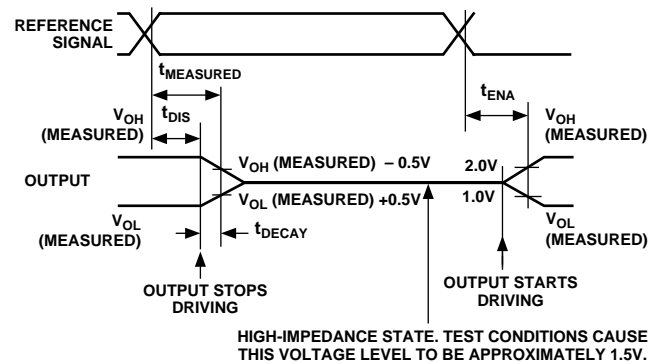 REFERENCE
SIGNAL
tMEASURED
tDIS
tENA
VOH
(MEASURED)
VOH
(MEASURED)
VOH (MEASURED) – 0.5V
2.0V
OUTPUT
VOL (MEASURED) +0.5V
1.0V
VOL
(MEASURED)
VOL
(MEASURED)
tDECAY
OUTPUT STOPS
DRIVING
OUTPUT STARTS
DRIVING
HIGH-IMPEDANCE STATE. TEST CONDITIONS CAUSE
THIS VOLTAGE LEVEL TO BE APPROXIMATELY 1.5V.